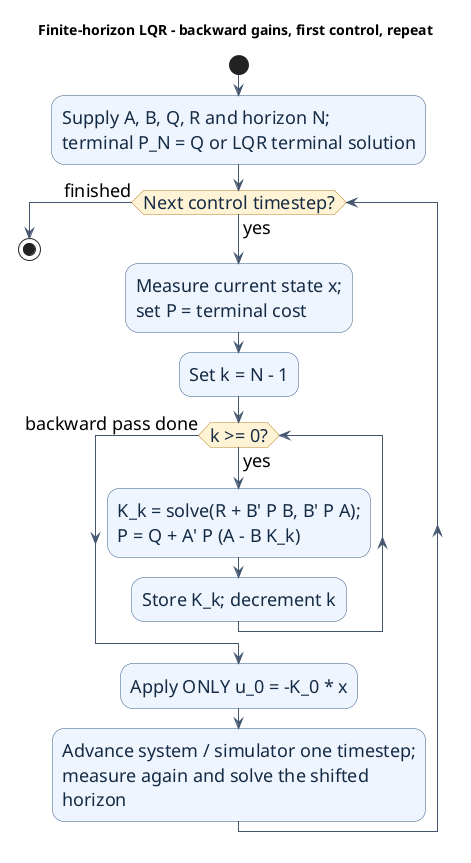 Finite-horizon LQR - backward gains, first control, repeat
Supply A, B, Q, R and horizon N;
terminal P_N = Q or LQR terminal solution
finished
Next control timestep?
yes
Measure current state x;
set P = terminal cost
Set k = N - 1
backward pass done
k >= 0?
yes
K_k = solve(R + B' P B, B' P A);
P = Q + A' P (A - B K_k)
Store K_k; decrement k
Apply ONLY u_0 = -K_0 * x
Advance system / simulator one timestep;
measure again and solve the shifted
horizon